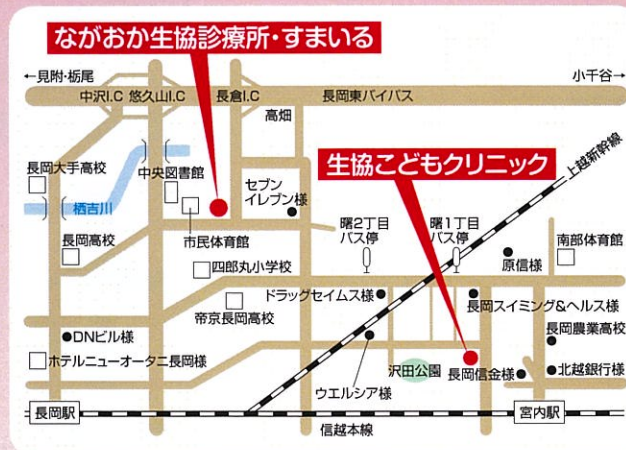 ながおか生協診療所・すまいる
←見附・栃尾
小千谷→
中沢I.C
悠久山I.C
長倉I.C
長岡東バイパス
高畑
生協こどもクリニック
上越新幹線
長岡大手高校
中央図書館
セブン
イレブン様
栖吉川
市民体育館
曙2丁目
バス停
曙1丁目
バス停
南部体育館
長岡高校
原信様
四郎丸小学校
ドラッグセイムス様
長岡スイミング&ヘルス様
帝京長岡高校
長岡農業高校
DNビル様
ホテルニューオータニ長岡様
沢田公園
長岡信金様
北越銀行様
ウエルシア様
長岡駅
宮内駅
信越本線